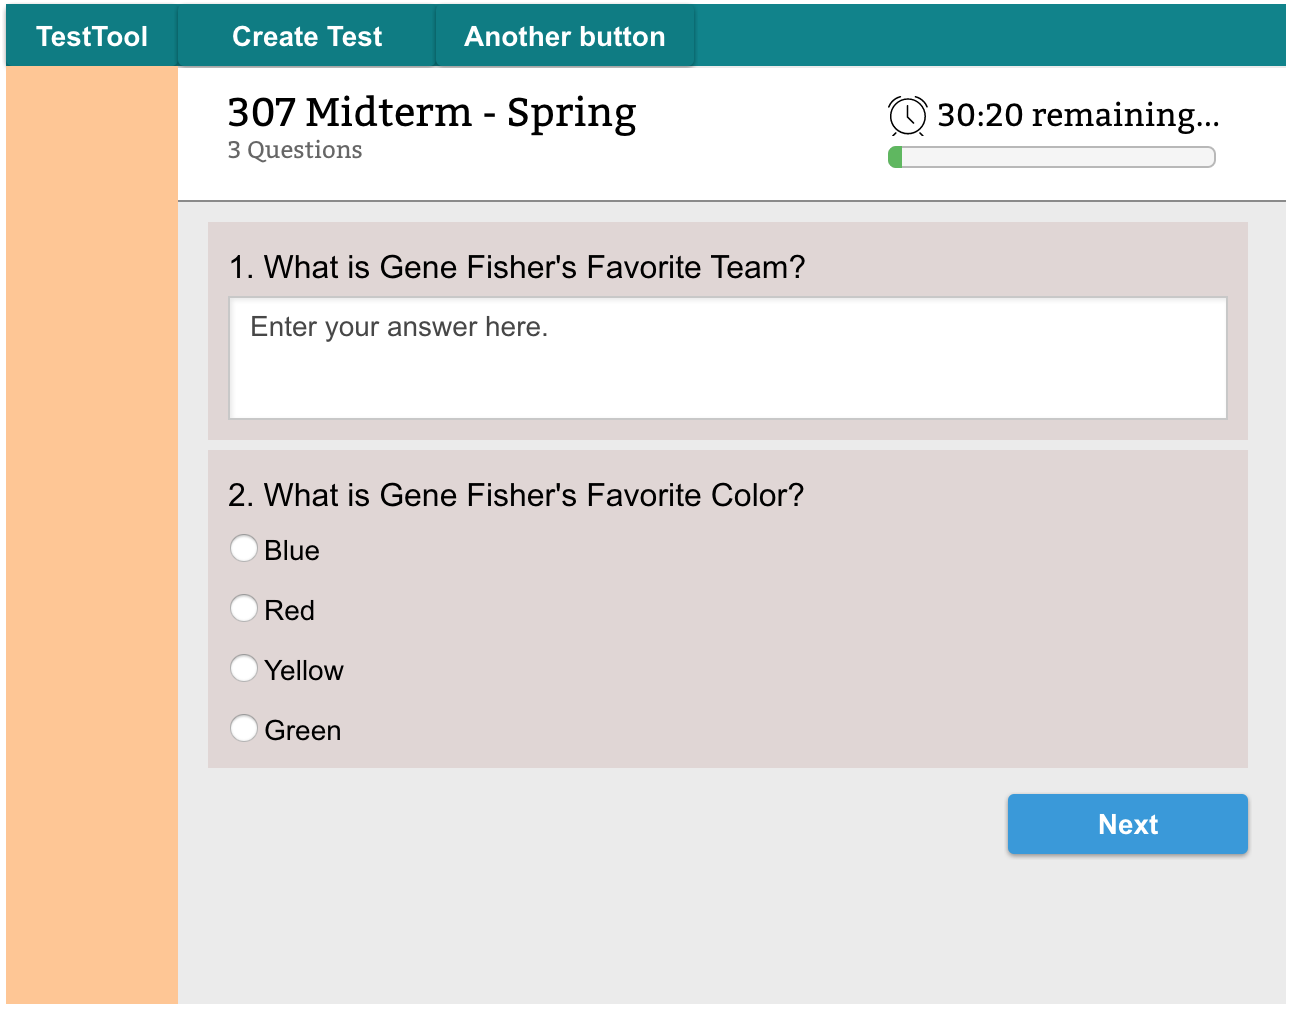 TestTool
Create Test
Another button
307 Midterm - Spring
3 Questions
30:20 remaining...
1. What is Gene Fisher's Favorite Team?
Enter your answer here.
2. What is Gene Fisher's Favorite Color?
Blue
Red
Yellow
Green
Next